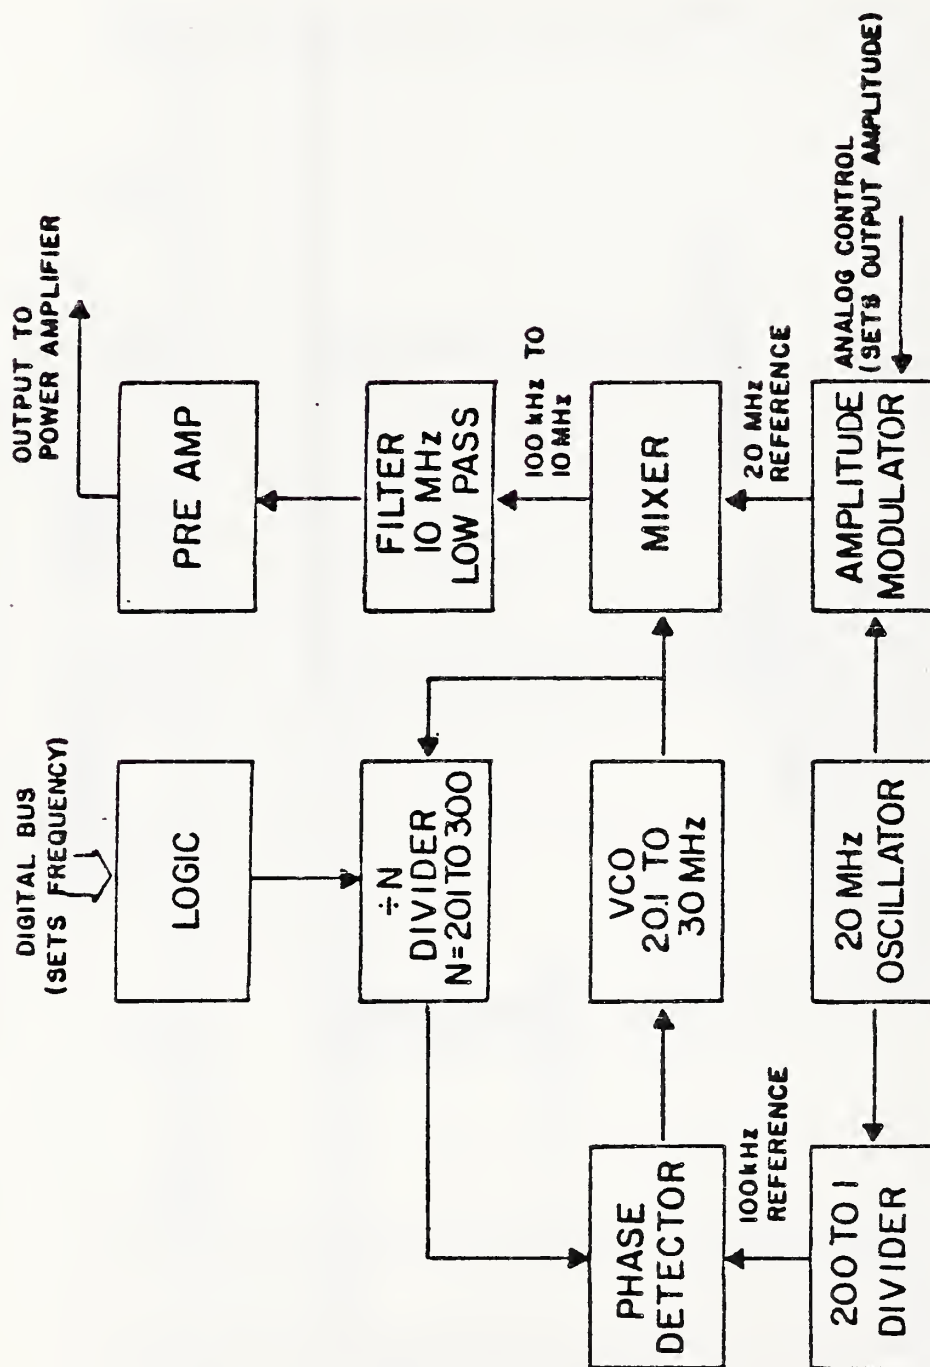 DIGITAL BUS
(SETS FREQUENCY)
LOGIC
÷N
DIVIDER
N=201 TO 300
PHASE
DETECTOR
VCO
20.1 TO
30 MHz
100kHz
REFERENCE
200 TO 1
DIVIDER
20 MHz
OSCILLATOR
OUTPUT TO
POWER AMPLIFIER
PRE AMP
FILTER
10 MHz
LOW PASS
100 kHz TO
10 MHz
MIXER
20 MHz
REFERENCE
AMPLITUDE
MODULATOR
ANALOG CONTROL
(SETS OUTPUT AMPLITUDE)